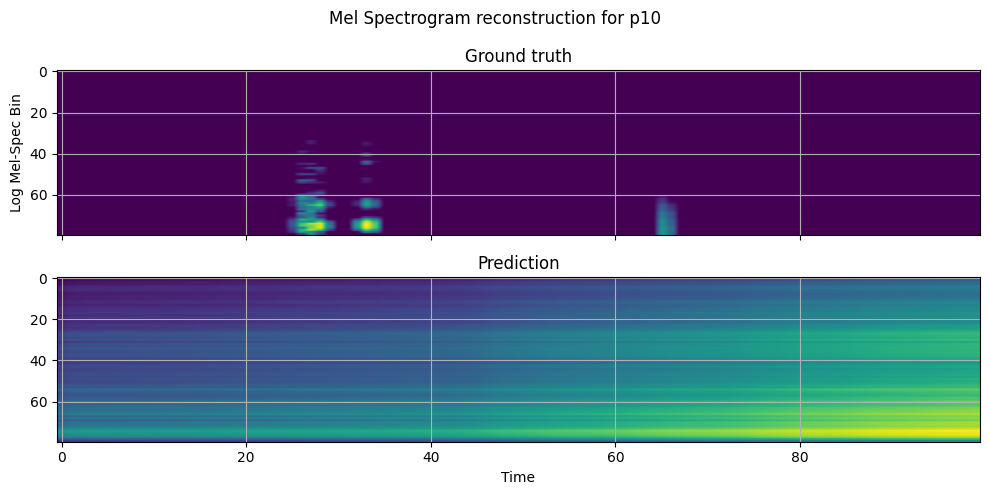 Mel Spectrogram reconstruction for p10
Ground truth
0
20
40
60
Log Mel-Spec Bin
Prediction
0
20
40
60
0 20 40 60 80
Time